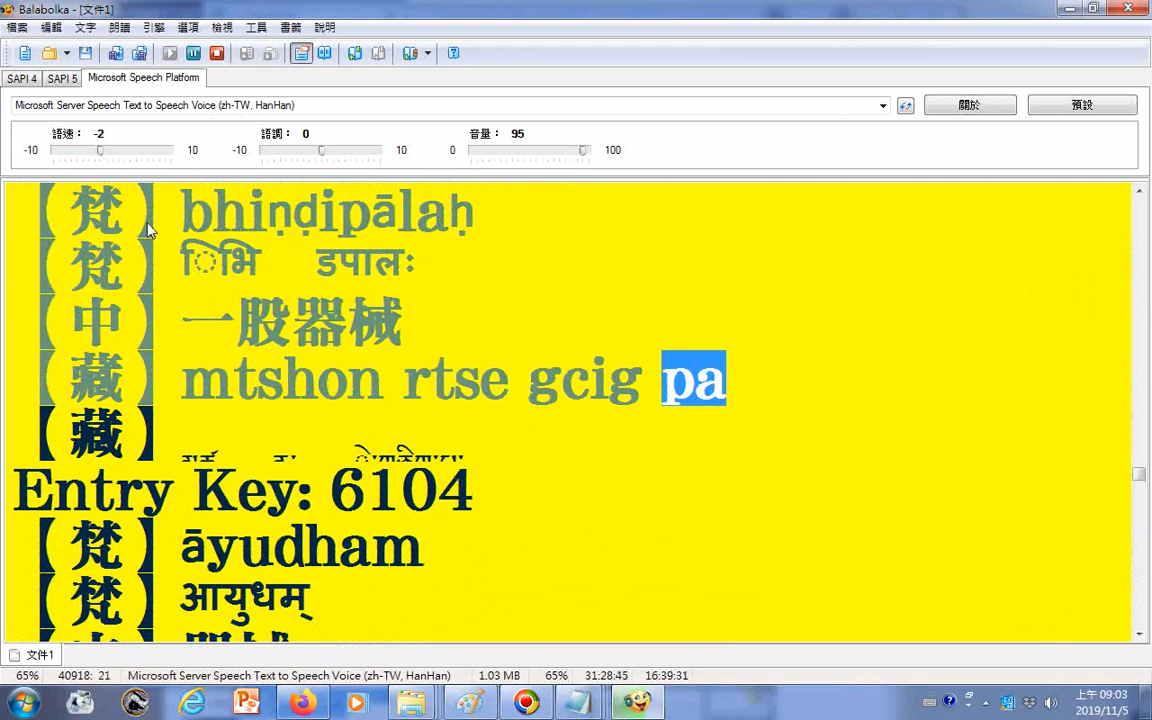 Balabolka - [文件1]
檔案 編輯 文字 朗讀 引擎 選項 檢視 工具 書籤 說明
SAPI 4 SAPI 5 Microsoft Speech Platform
Microsoft Server Speech Text to Speech Voice (zh-TW, HanHan) 關於 預設
語速： -2 語調： 0 音量： 95
-10 10 -10 10 0 100
【梵】 bhiṇḍipālaḥ
【梵】 डपालः
【中】 一股器械
【藏】 mtshon rtse gcig pa
【藏】
Entry Key: 6104
【梵】 āyudham
【梵】 आयुधम्
文件1
65% 40918: 21 Microsoft Server Speech Text to Speech Voice (zh-TW, HanHan) 1.03 MB 65% 31:28:45 16:39:31
上午 09:03
2019/11/5